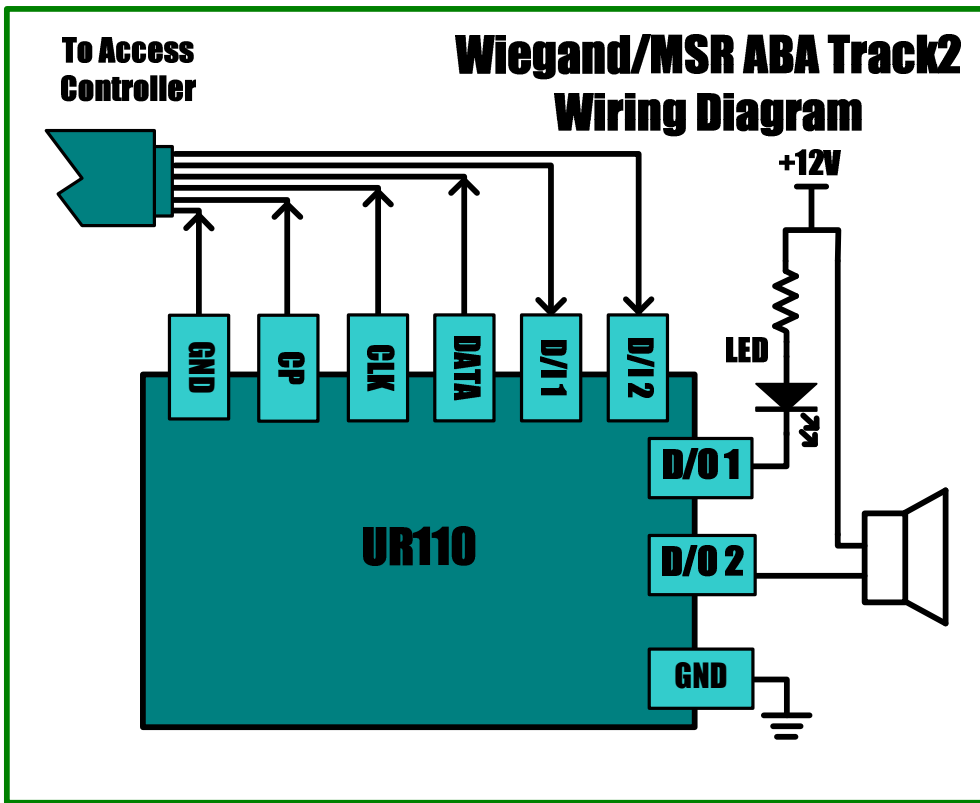 To Access
Controller
Wiegand/MSR ABA Track2
Wiring Diagram
+12V
LED
GND
CP
CLK
DATA
D/I 1
D/I 2
D/O 1
UR110
D/O 2
GND